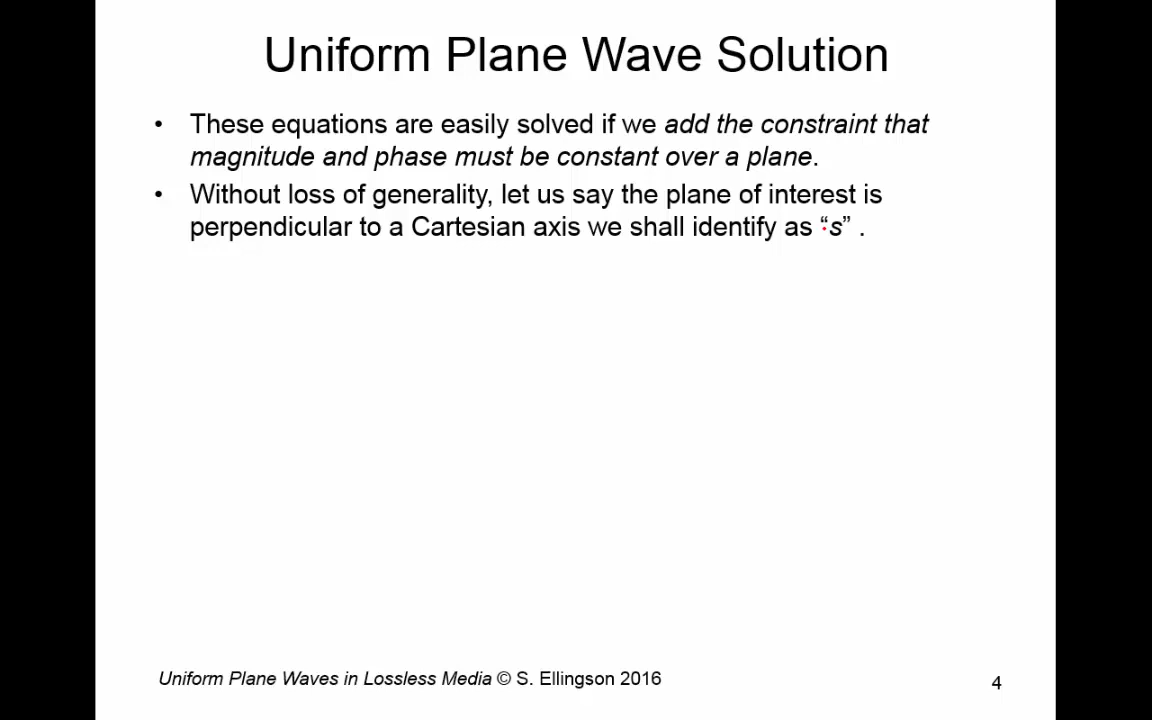 Uniform Plane Wave Solution
• These equations are easily solved if we add the constraint that
magnitude and phase must be constant over a plane.
• Without loss of generality, let us say the plane of interest is
perpendicular to a Cartesian axis we shall identify as “s” .
Uniform Plane Waves in Lossless Media © S. Ellingson 2016
4